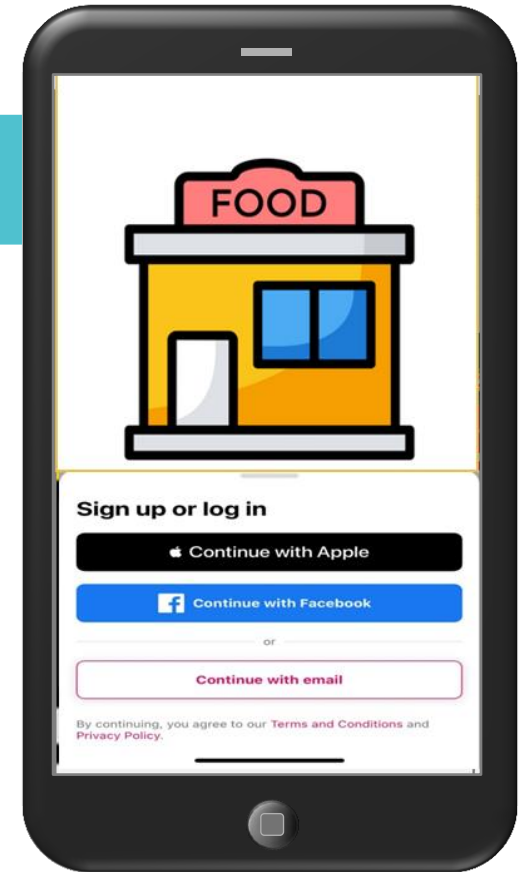 FOOD
Sign up or log in
Continue with Apple
Continue with Facebook
or
Continue with email
By continuing, you agree to our Terms and Conditions and
Privacy Policy.